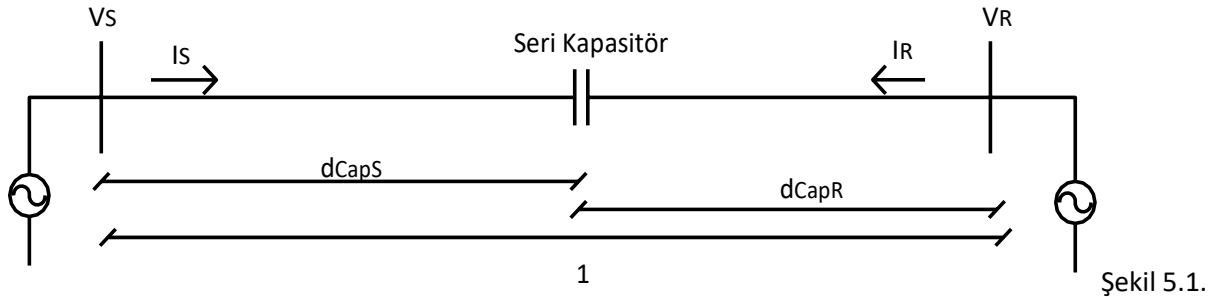 VS
VR
IS
Seri Kapasitör
IR
dCapS
dCapR
1
Şekil 5.1.